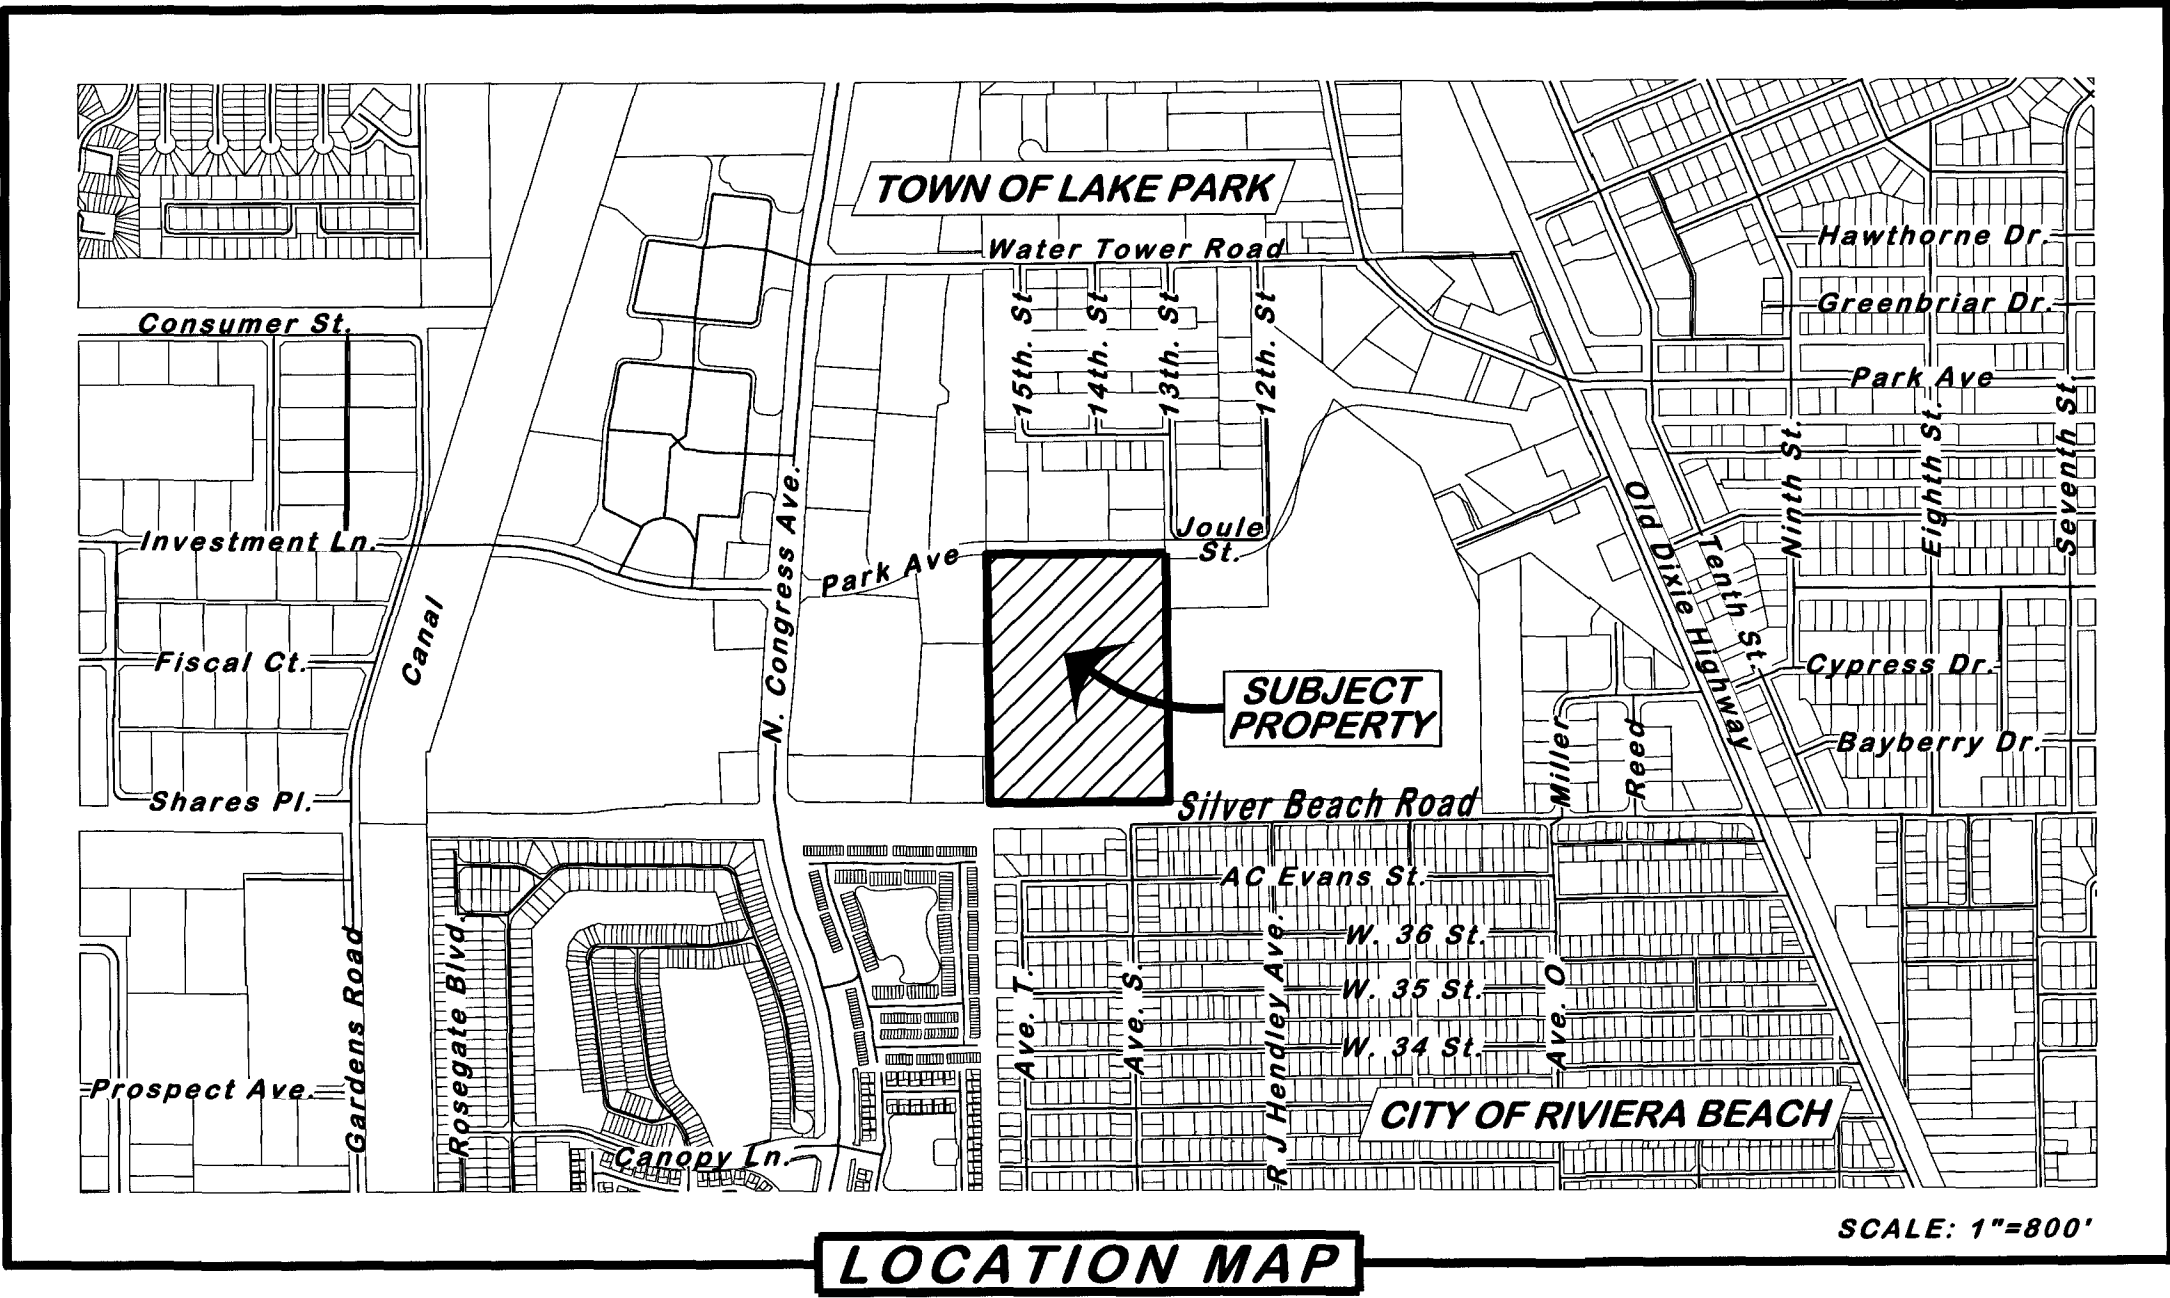 TOWN OF LAKE PARK
Water Tower Road
Hawthorne Dr.
Greenbriar Dr.
Consumer St.
15th. St
14th. St
13th. St
12th. St
Park Ave
Ninth St.
Eighth St.
Seventh St.
Investment Ln.
N. Congress Ave.
Park Ave
Joule
St.
Old Dixie Highway
Tenth St.
Canal
Fiscal Ct.
Cypress Dr.
SUBJECT
PROPERTY
Miller
Reed
Bayberry Dr.
Shares Pl.
Silver Beach Road
AC Evans St.
W. 36 St.
W. 35 St.
W. 34 St.
Gardens Road
Rosegate Blvd.
Ave. T.
Ave. S.
R J Hendley Ave.
Ave. O.
Prospect Ave.
CITY OF RIVIERA BEACH
Canopy Ln.
SCALE: 1"=800'
LOCATION MAP